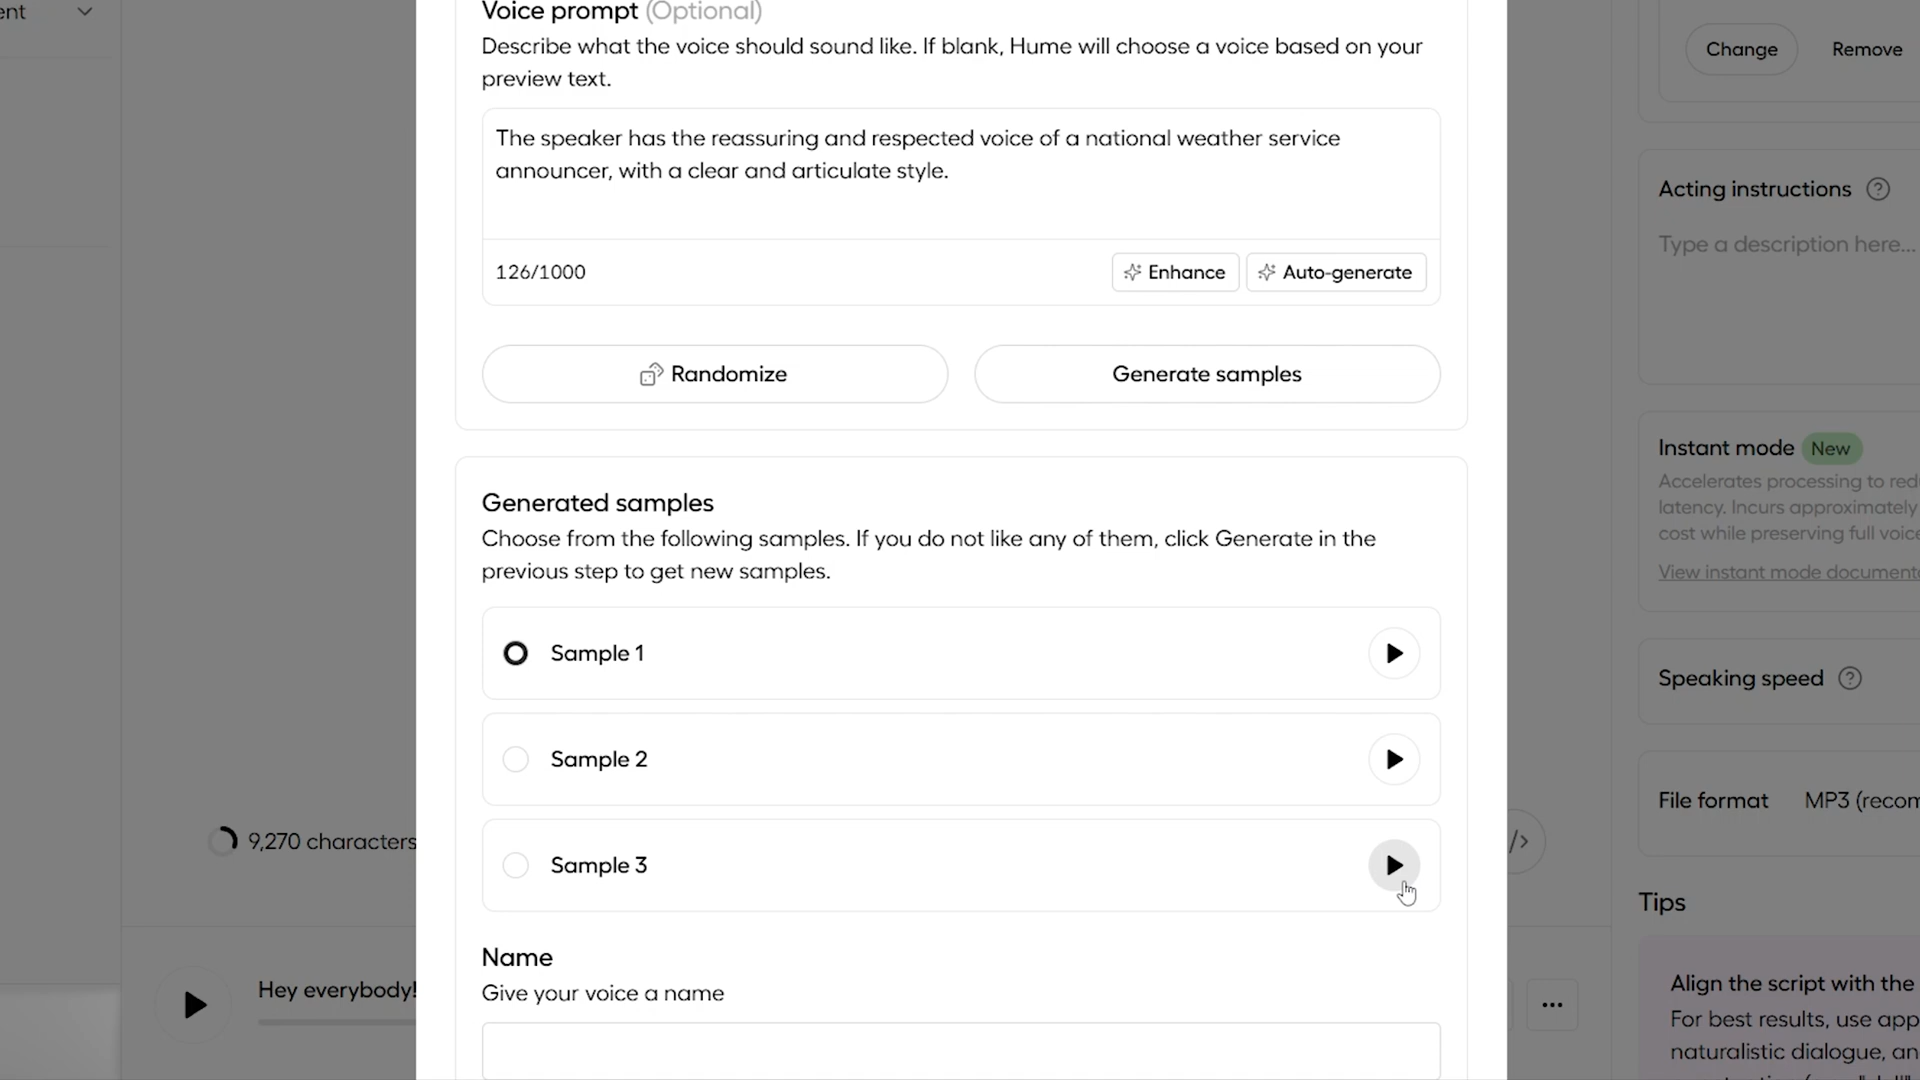 ent
Voice prompt (Optional)
Describe what the voice should sound like. If blank, Hume will choose a voice based on your
preview text.
The speaker has the reassuring and respected voice of a national weather service
announcer, with a clear and articulate style.
126/1000
Enhance
Auto-generate
Randomize
Generate samples
Generated samples
Choose from the following samples. If you do not like any of them, click Generate in the
previous step to get new samples.
Sample 1
Sample 2
Sample 3
Name
Give your voice a name
9,270 characters
Hey everybody!
Change
Remove
Acting instructions
Type a description here...
Instant mode New
Accelerates processing to red
latency. Incurs approximately
cost while preserving full voice
View instant mode documenta
Speaking speed
File format MP3 (recom
/>
Tips
Align the script with the
For best results, use app
naturalistic dialogue, an